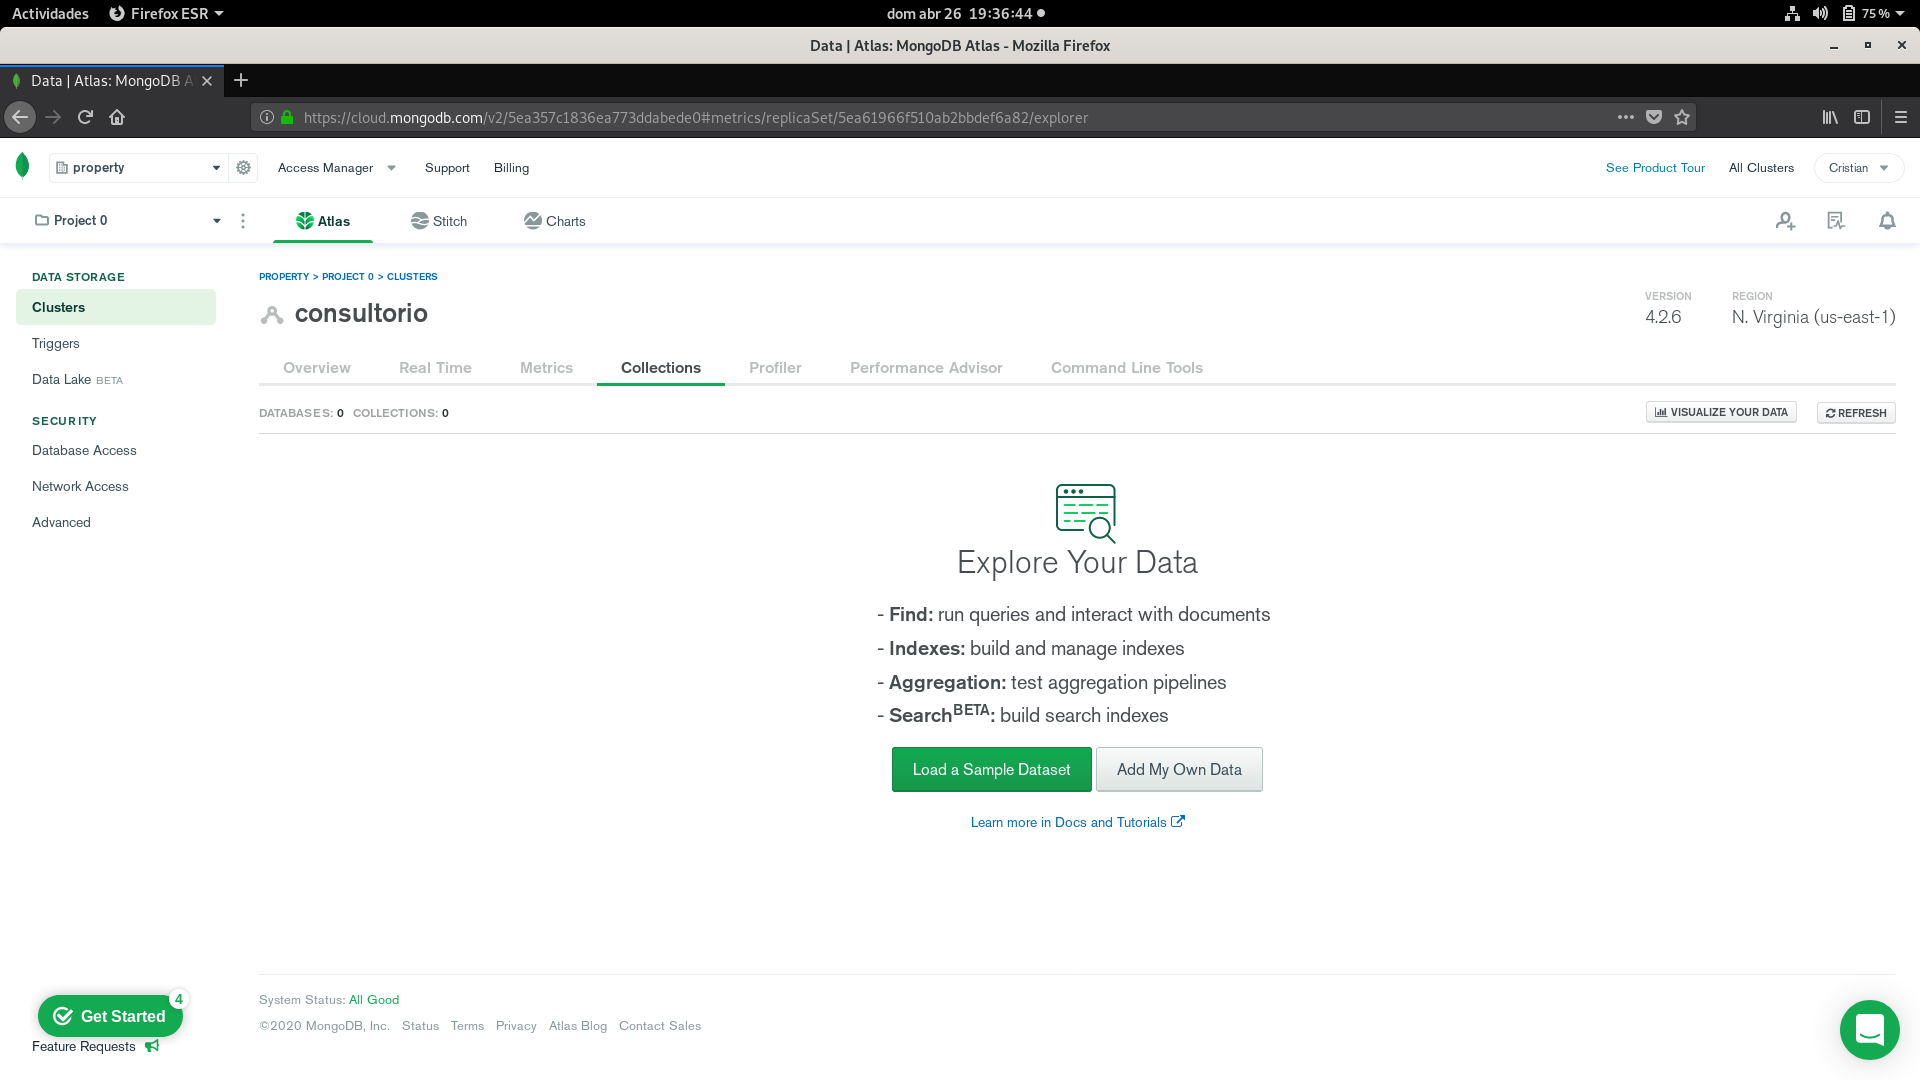 Actividades
Firefox ESR
dom abr 26 19:36:44
75 %
Data | Atlas: MongoDB Atlas - Mozilla Firefox
Data | Atlas: MongoDB A
https://cloud.mongodb.com/v2/5ea357c1836ea773ddabede0#metrics/replicaSet/5ea61966f510ab2bbdef6a82/explorer
property
Access Manager
Support
Billing
See Product Tour
All Clusters
Cristian
Project 0
Atlas
Stitch
Charts
DATA STORAGE
Clusters
Triggers
Data Lake BETA
SECURITY
Database Access
Network Access
Advanced
PROPERTY > PROJECT 0 > CLUSTERS
consultorio
VERSION
4.2.6
REGION
N. Virginia (us-east-1)
Overview
Real Time
Metrics
Collections
Profiler
Performance Advisor
Command Line Tools
DATABASES: 0 COLLECTIONS: 0
VISUALIZE YOUR DATA
REFRESH
Explore Your Data
- Find: run queries and interact with documents
- Indexes: build and manage indexes
- Aggregation: test aggregation pipelines
- Search BETA: build search indexes
Load a Sample Dataset
Add My Own Data
Learn more in Docs and Tutorials
System Status: All Good
©2020 MongoDB, Inc. Status Terms Privacy Atlas Blog Contact Sales
Get Started
4
Feature Requests